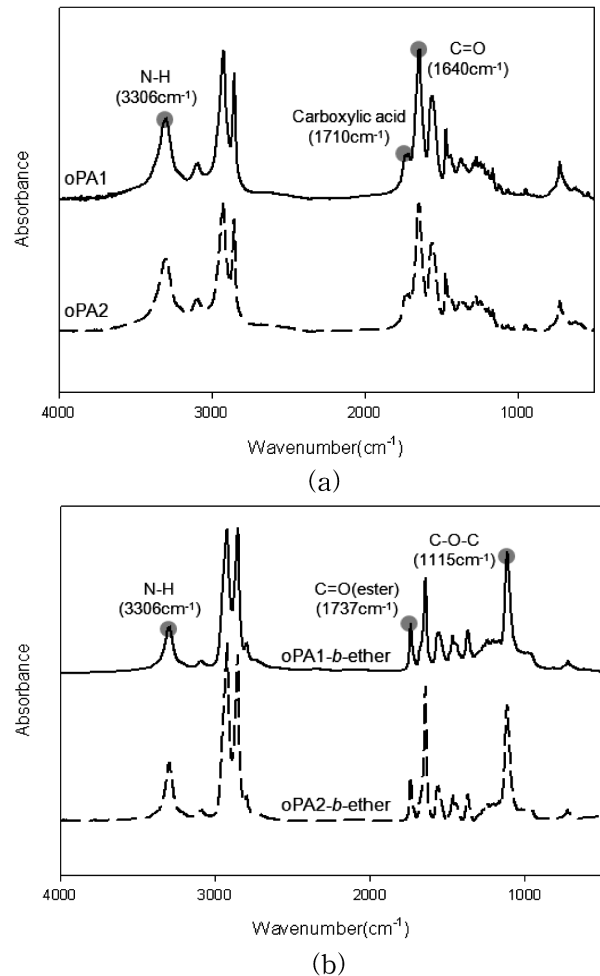 C=O
(1640cm⁻¹)
N-H
(3306cm⁻¹)
Carboxylic acid
(1710cm⁻¹)
oPA1
oPA2
Absorbance
4000 3000 2000 1000
Wavenumber(cm⁻¹)
(a)
C-O-C
(1115cm⁻¹)
N-H
(3306cm⁻¹)
C=O(ester)
(1737cm⁻¹)
oPA1-b-ether
oPA2-b-ether
Absorbance
4000 3000 2000 1000
Wavenumber(cm⁻¹)
(b)